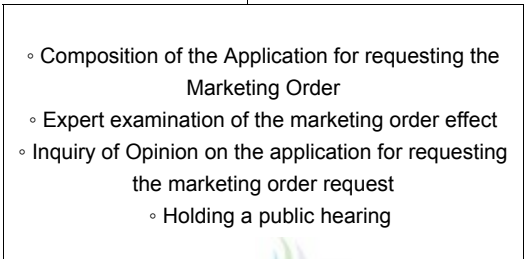 ◦ Composition of the Application for requesting the
Marketing Order
◦ Expert examination of the marketing order effect
◦ Inquiry of Opinion on the application for requesting
the marketing order request
◦ Holding a public hearing